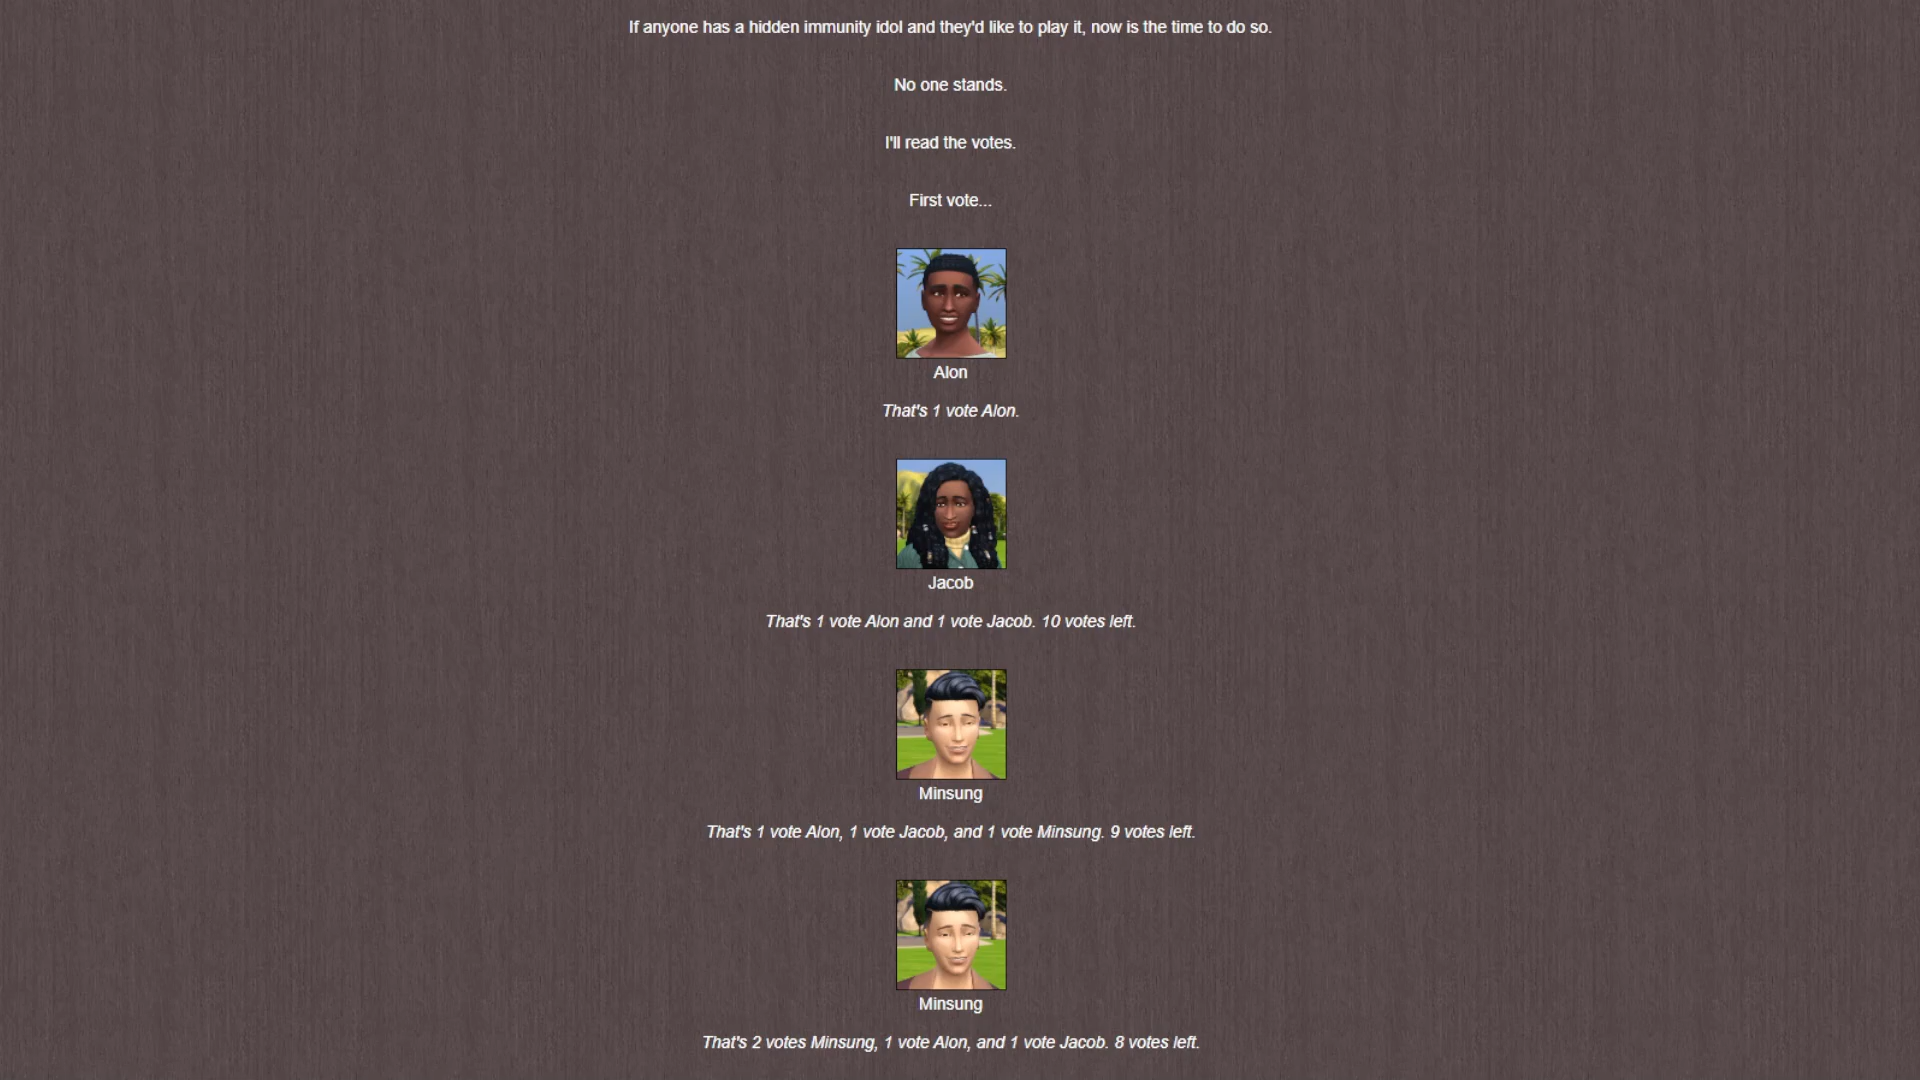 If anyone has a hidden immunity idol and they'd like to play it, now is the time to do so.
No one stands.
I'll read the votes.
First vote...
Alon
That's 1 vote Alon.
Jacob
That's 1 vote Alon and 1 vote Jacob. 10 votes left.
Minsung
That's 1 vote Alon, 1 vote Jacob, and 1 vote Minsung. 9 votes left.
Minsung
That's 2 votes Minsung, 1 vote Alon, and 1 vote Jacob. 8 votes left.